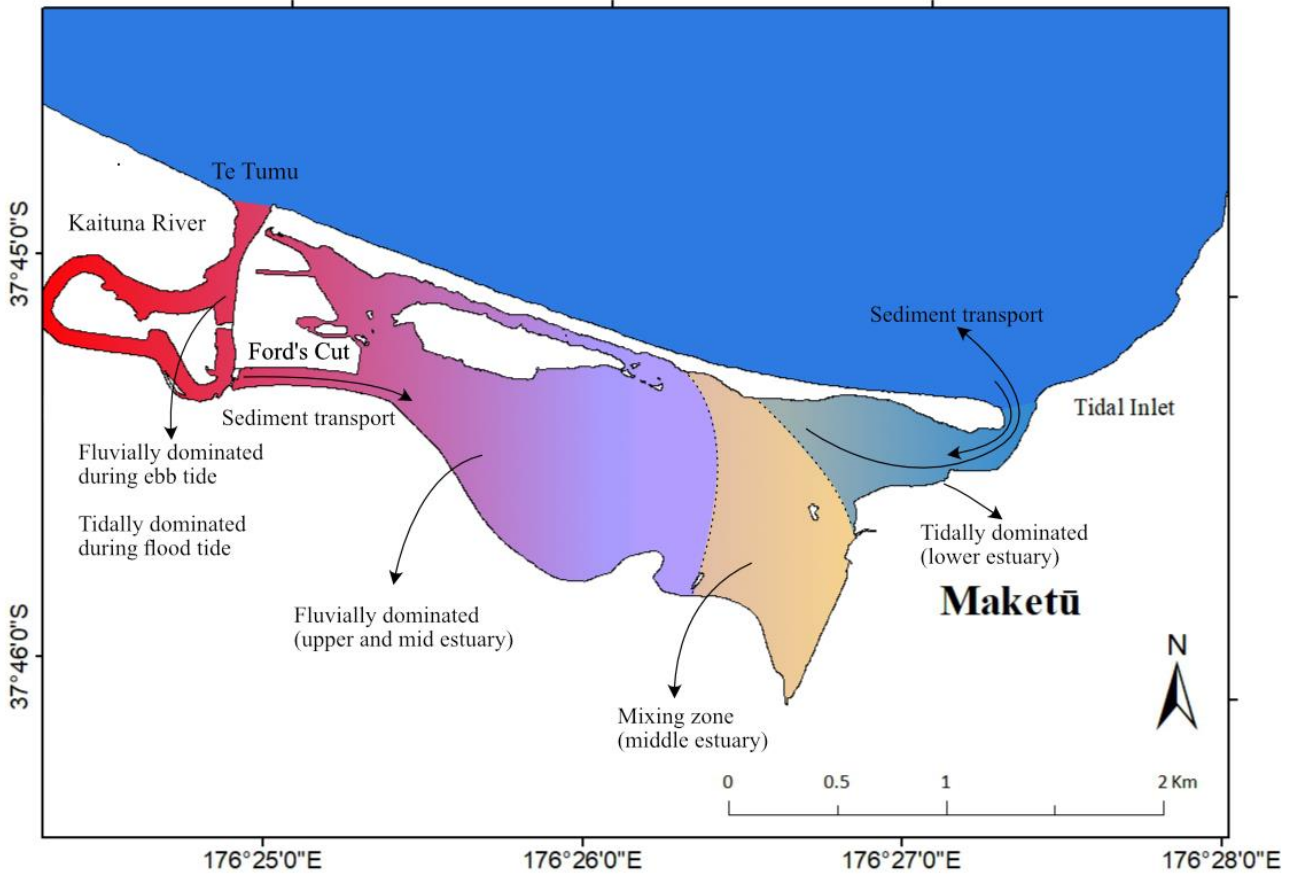 Te Tumu
Kaituna River
37°45'0"S
Sediment transport
Ford's Cut
Tidal Inlet
Sediment transport
Fluvially dominated
during ebb tide
Tidally dominated
during flood tide
Tidally dominated
(lower estuary)
Maketū
Fluvially dominated
(upper and mid estuary)
N
37°46'0"S
Mixing zone
(middle estuary)
0 0.5 1 2 Km
176°25'0"E 176°26'0"E 176°27'0"E 176°28'0"E